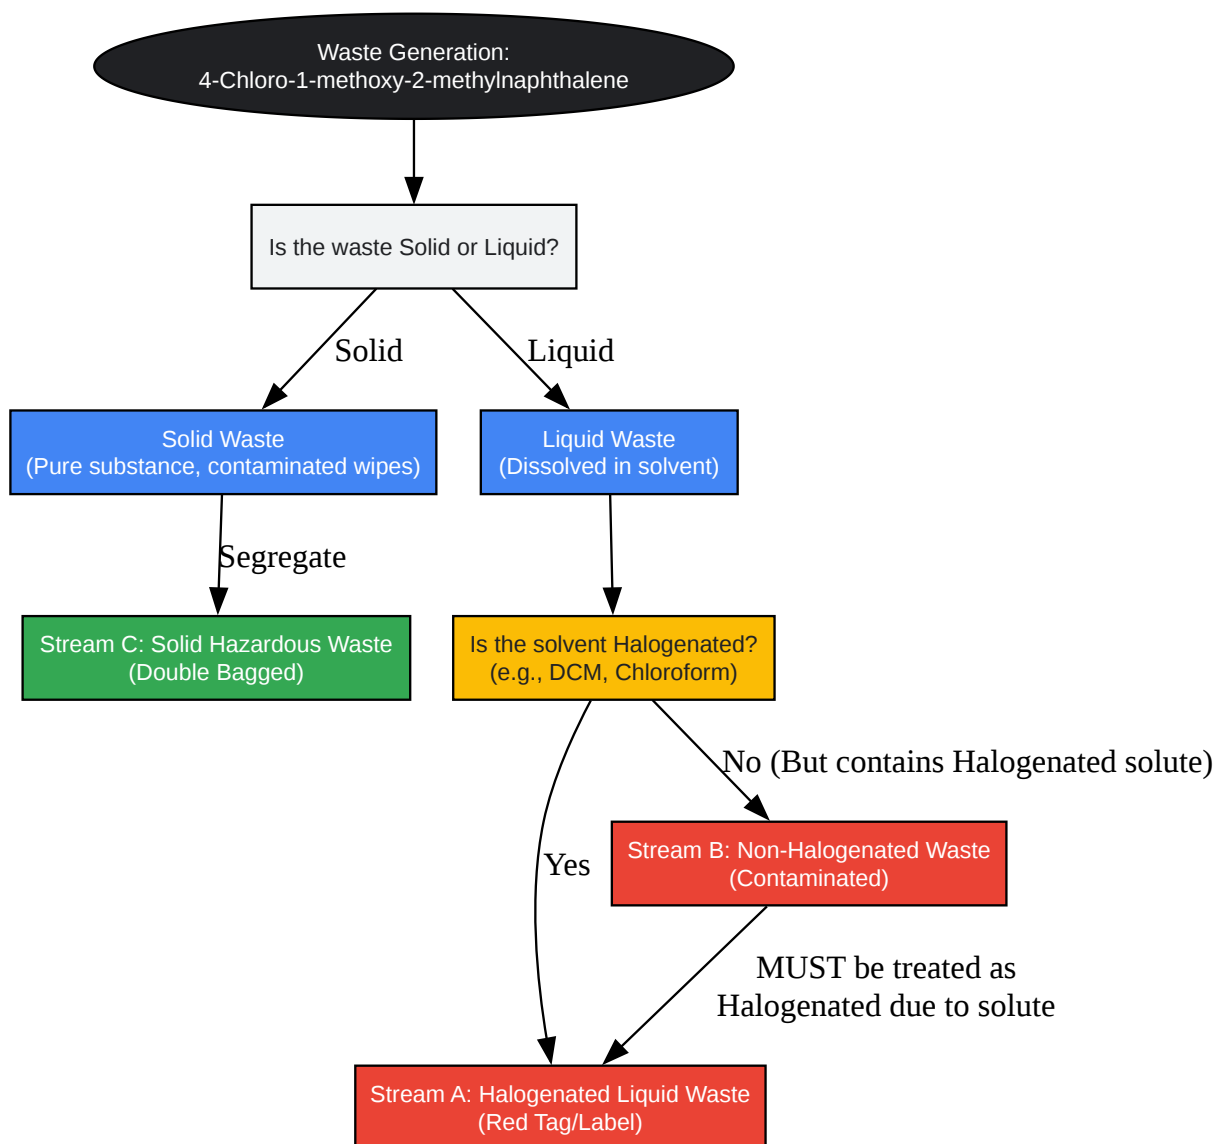 Waste Generation:
4-Chloro-1-methoxy-2-methylnaphthalene
Is the waste Solid or Liquid?
Solid
Liquid
Solid Waste
(Pure substance, contaminated wipes)
Liquid Waste
(Dissolved in solvent)
Segregate
Stream C: Solid Hazardous Waste
(Double Bagged)
Is the solvent Halogenated?
(e.g., DCM, Chloroform)
No (But contains Halogenated solute)
Yes
Stream B: Non-Halogenated Waste
(Contaminated)
MUST be treated as
Halogenated due to solute
Stream A: Halogenated Liquid Waste
(Red Tag/Label)